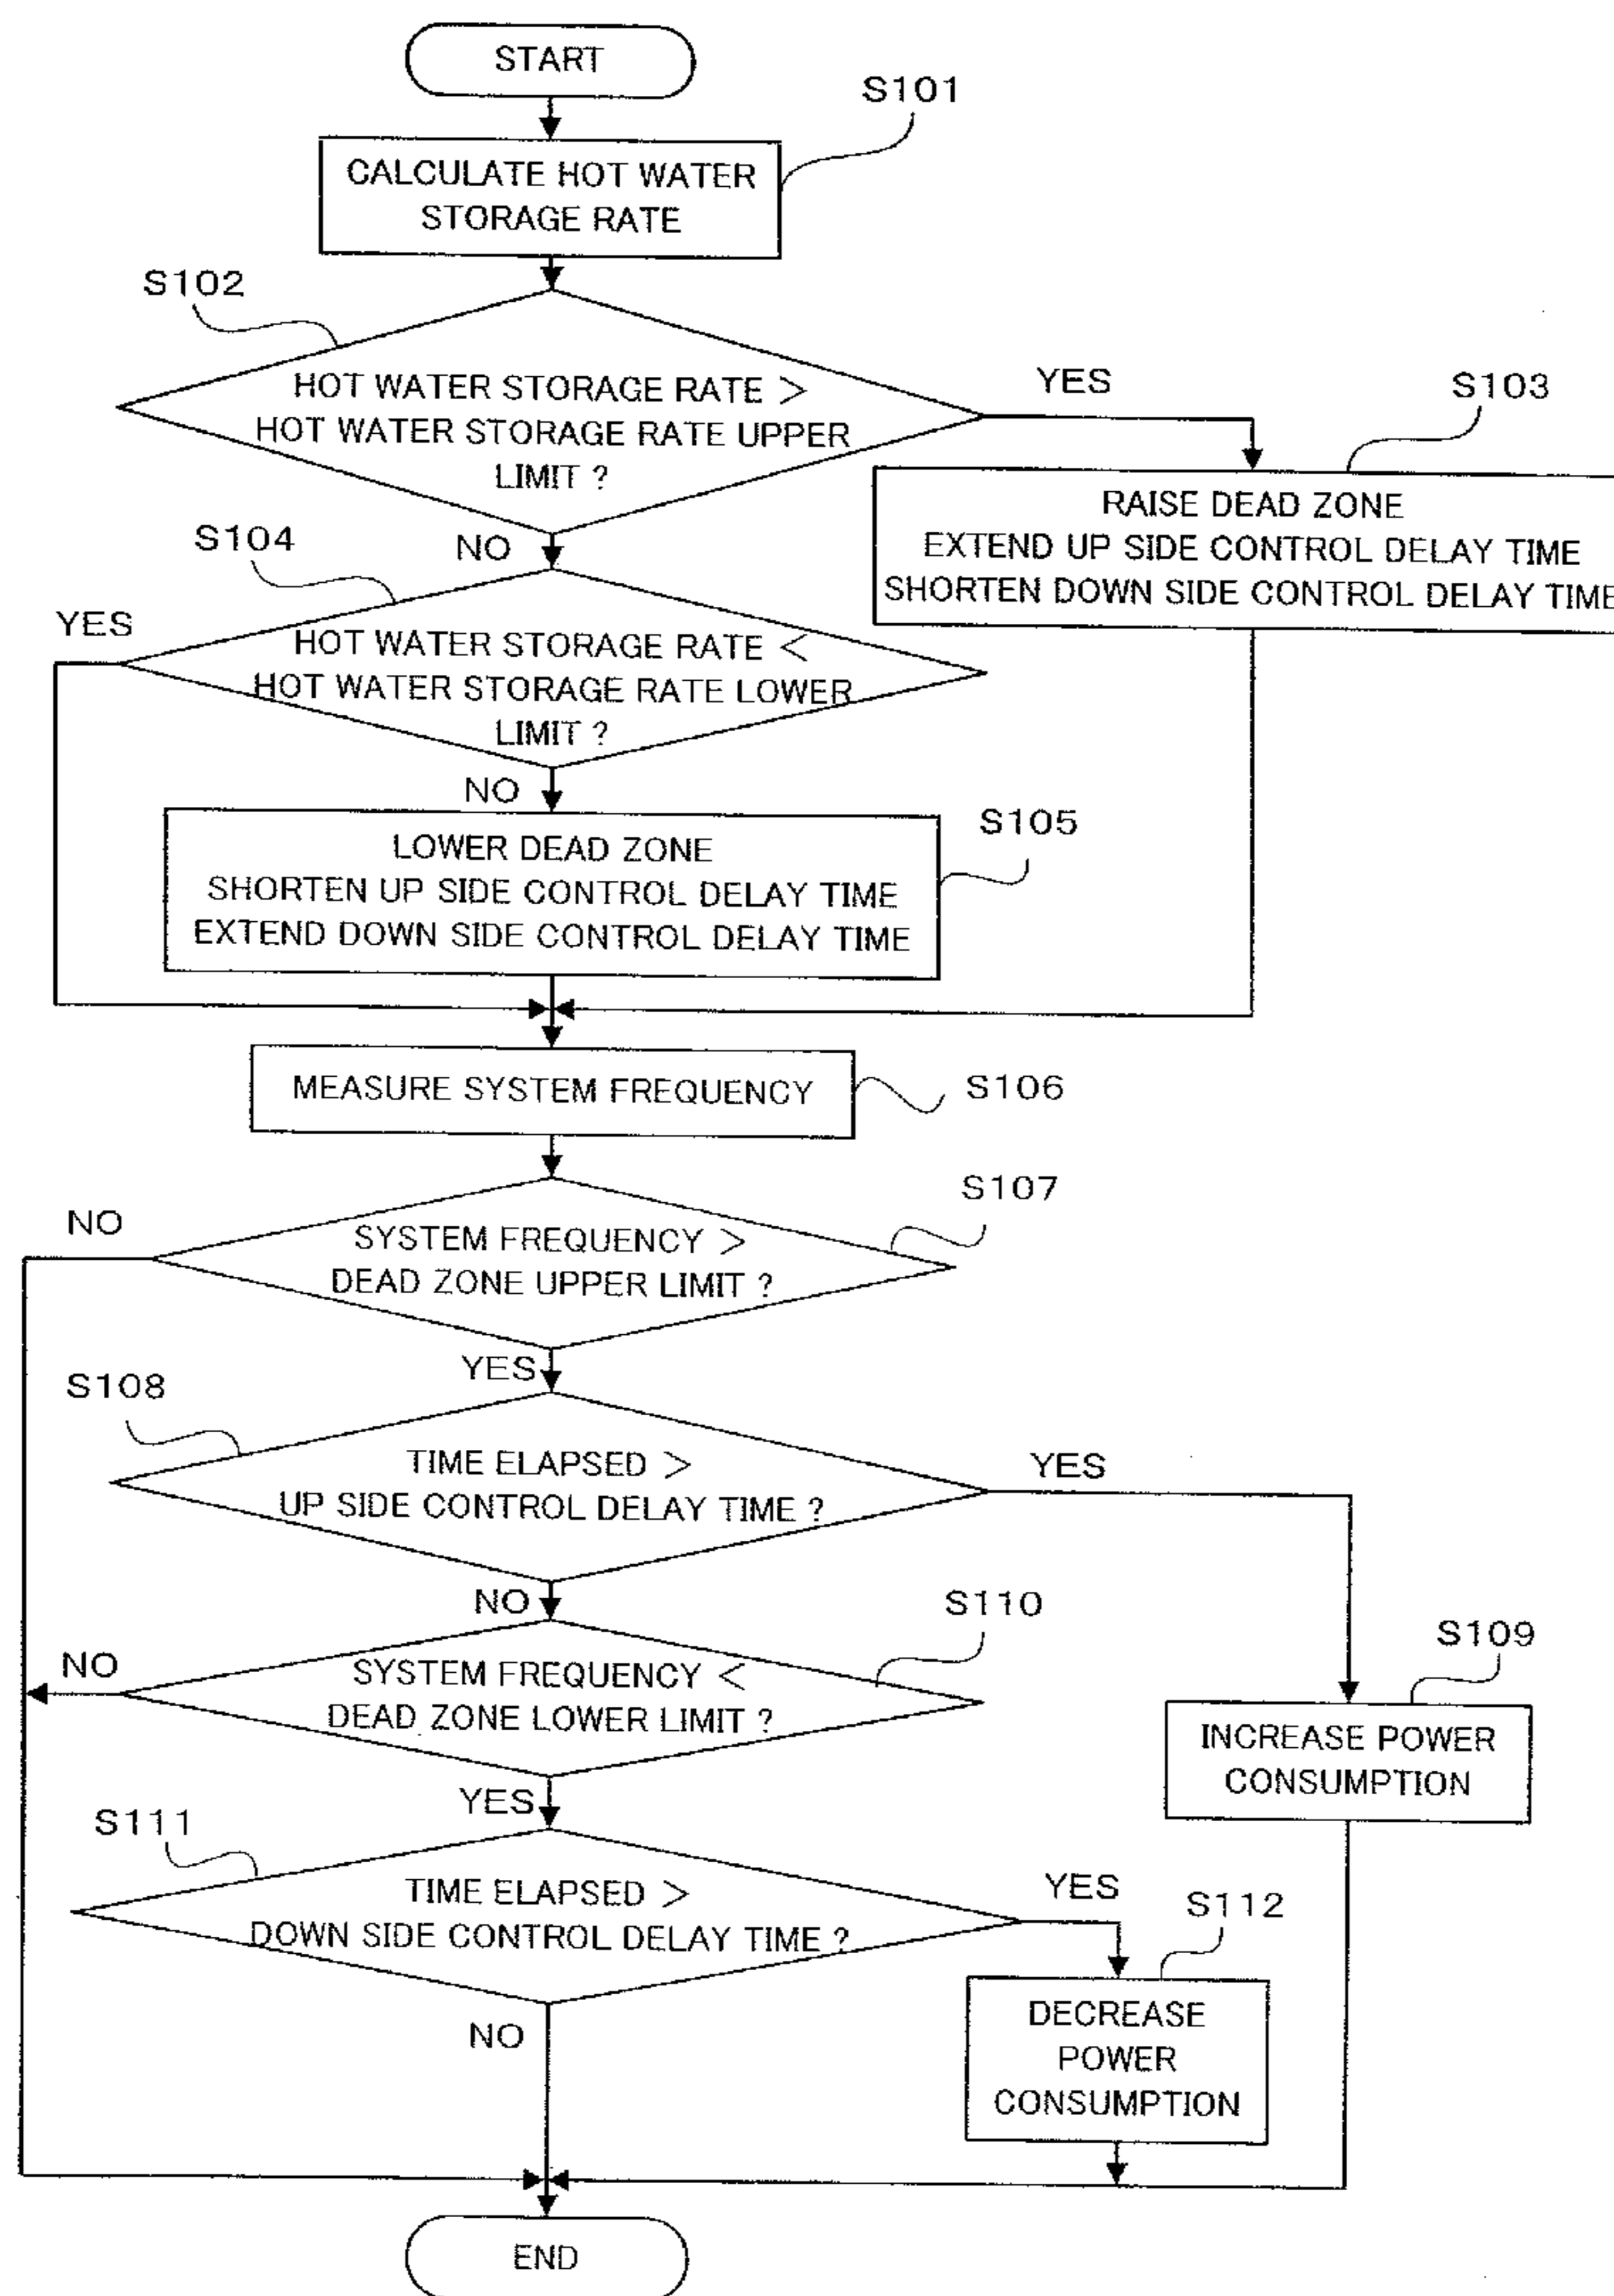 START
S101
CALCULATE HOT WATER
STORAGE RATE
S102
HOT WATER STORAGE RATE >
HOT WATER STORAGE RATE UPPER
LIMIT ?
YES
S103
RAISE DEAD ZONE
EXTEND UP SIDE CONTROL DELAY TIME
SHORTEN DOWN SIDE CONTROL DELAY TIME
NO
S104
YES
HOT WATER STORAGE RATE <
HOT WATER STORAGE RATE LOWER
LIMIT ?
NO
S105
LOWER DEAD ZONE
SHORTEN UP SIDE CONTROL DELAY TIME
EXTEND DOWN SIDE CONTROL DELAY TIME
MEASURE SYSTEM FREQUENCY
S106
S107
NO
SYSTEM FREQUENCY >
DEAD ZONE UPPER LIMIT ?
YES
S108
TIME ELAPSED >
UP SIDE CONTROL DELAY TIME ?
YES
NO
S110
S109
NO
SYSTEM FREQUENCY <
DEAD ZONE LOWER LIMIT ?
INCREASE POWER
CONSUMPTION
YES
S111
TIME ELAPSED >
DOWN SIDE CONTROL DELAY TIME ?
YES
S112
NO
DECREASE
POWER
CONSUMPTION
END